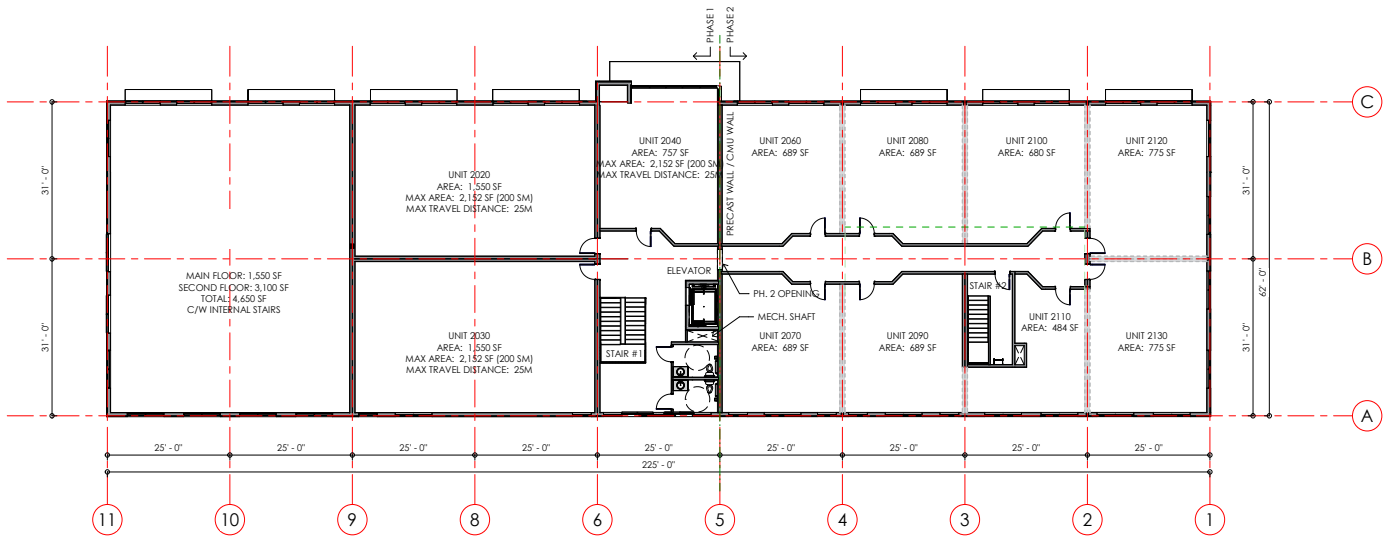 PHASE 1
PHASE 2
C
UNIT 2040
AREA: 757 SF
MAX AREA: 2,152 SF (200 SM)
MAX TRAVEL DISTANCE: 25M
PRECAST WALL / CMU WALL
UNIT 2060
AREA: 689 SF
UNIT 2080
AREA: 689 SF
UNIT 2100
AREA: 680 SF
UNIT 2120
AREA: 775 SF
31' - 0"
31' - 0"
UNIT 2020
AREA: 1,550 SF
MAX AREA: 2,152 SF (200 SM)
MAX TRAVEL DISTANCE: 25M
B
62' - 0"
MAIN FLOOR: 1,550 SF
SECOND FLOOR: 3,100 SF
TOTAL: 4,650 SF
C/W INTERNAL STAIRS
ELEVATOR
PH. 2 OPENING
MECH. SHAFT
STAIR #2
UNIT 2110
AREA: 484 SF
UNIT 2030
AREA: 1,550 SF
MAX AREA: 2,152 SF (200 SM)
MAX TRAVEL DISTANCE: 25M
STAIR #1
UNIT 2070
AREA: 689 SF
UNIT 2090
AREA: 689 SF
UNIT 2130
AREA: 775 SF
31' - 0"
31' - 0"
A
25' - 0"
25' - 0"
25' - 0"
25' - 0"
25' - 0"
25' - 0"
25' - 0"
25' - 0"
25' - 0"
225' - 0"
11
10
9
8
6
5
4
3
2
1